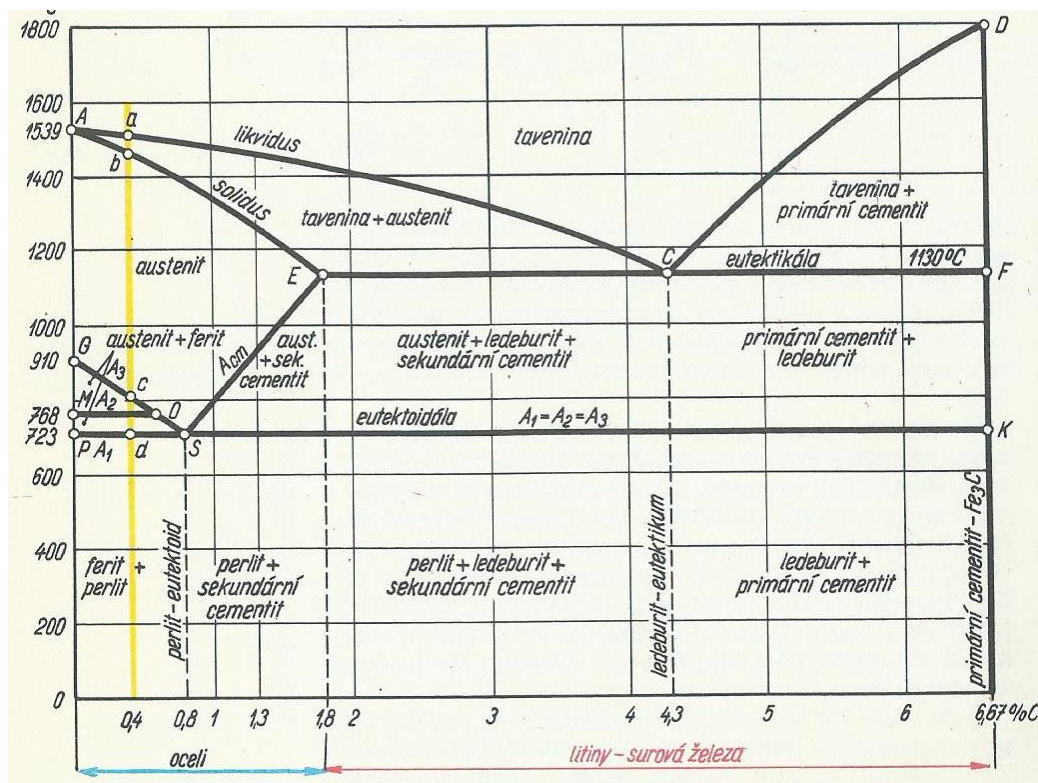 1800
D
1600
A
a
1539
likvidus
tavenina
b
1400
solidus
tavenina +
primární cementit
tavenina + austenit
1200
austenit
E
C
eutektikála
1130°C
F
1000
austenit + ferit
aust.
+ sek.
cementit
Acm
austenit + ledeburit +
sekundární cementit
primární cementit +
ledeburit
G
910
A3
c
M
A2
O
768
eutektoidála
A1 = A2 = A3
723
P A1
d
S
K
600
400
ferit +
perlit
perlit-eutektoid
perlit +
sekundární
cementit
perlit + ledeburit +
sekundární cementit
ledeburit-eutektikum
ledeburit +
primární cementit
primární cementit-Fe3C
200
0
0,4
0,8
1
1,3
1,8
2
3
4
4,3
5
6
6,67 %C
oceli
litiny - surová železa